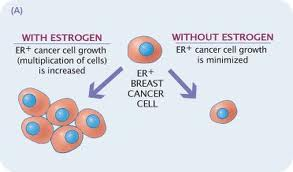 (A)
WITH ESTROGEN
ER+ cancer cell growth
(multiplication of cells)
is increased
ER+
BREAST
CANCER
CELL
WITHOUT ESTROGEN
ER+ cancer cell growth
is minimized